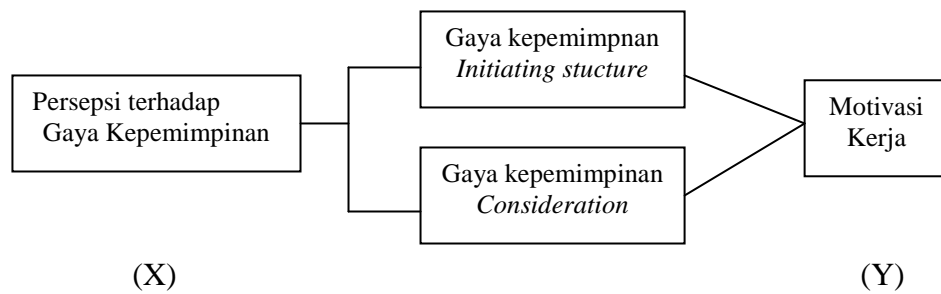 Persepsi terhadap
Gaya Kepemimpinan
Gaya kepemimpnan
Initiating stucture
Gaya kepemimpinan
Consideration
Motivasi
Kerja
(X)
(Y)